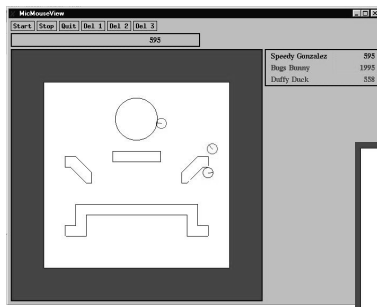 MicMouseView
Start Stop Quit Del 1 Del 2 Del 3
595
Speedy Gonzalez 595
Bugs Bunny 1995
Duffy Duck 558